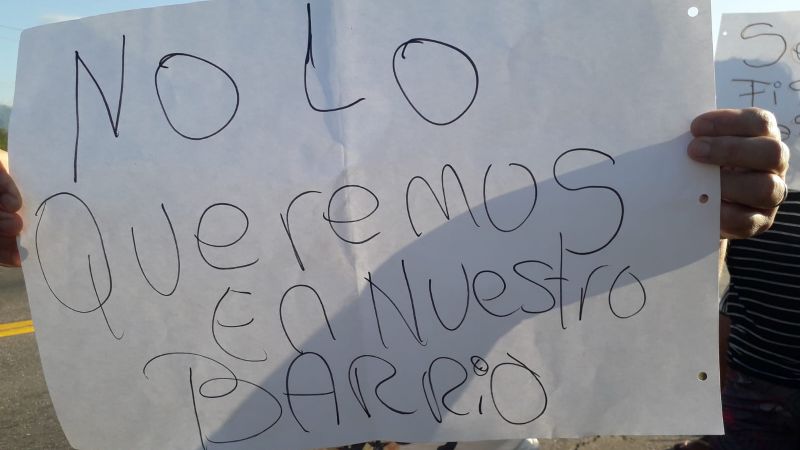 NO LO
QUereMOS
En NUestro
BARRiO